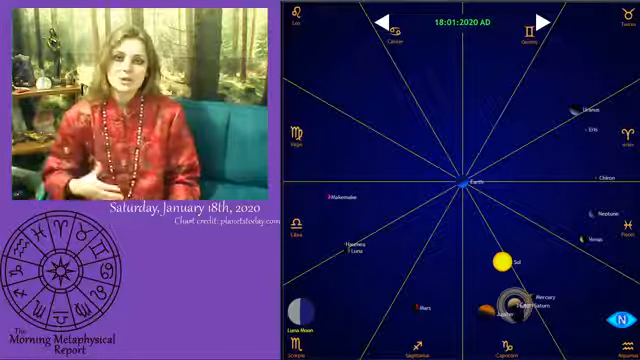 18:01:2020 AD
Leo
Cancer
Gemini
Taurus
Uranus
Eris
Virgo
Aries
Chiron
Earth
Makemake
Saturday, January 18th, 2020
Chart credit: planetstoday.com
Neptune
Libra
Pisces
Venus
Haumea
Luna
Sol
Mercury
Saturn
Mars
Jupiter
N
Luna Moon
The
Morning Metaphysical
Report
Scorpio
Sagittarius
Capricorn
Aquarius